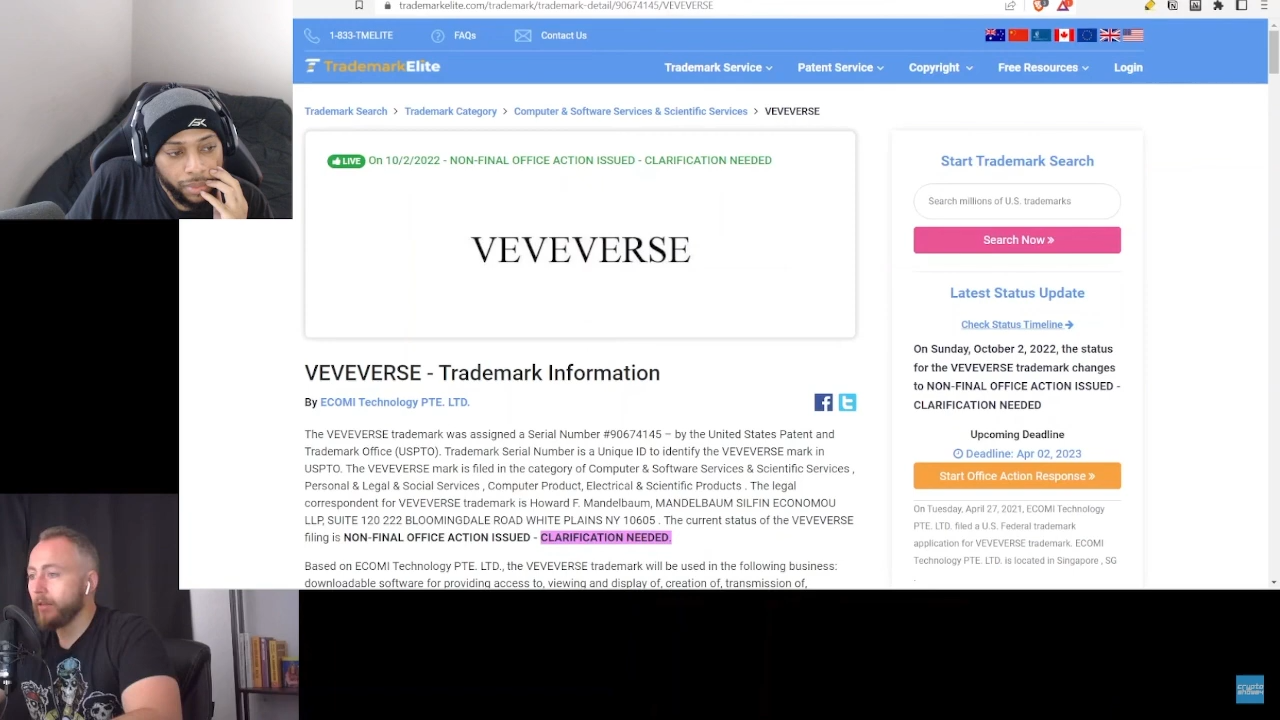 trademarkelite.com/trademark/trademark-detail/90674145/VEVEVERSE
1-833-TMELITE FAQs Contact Us
TrademarkElite Trademark Service Patent Service Copyright Free Resources Login
Trademark Search > Trademark Category > Computer & Software Services & Scientific Services > VEVEVERSE
LIVE On 10/2/2022 - NON-FINAL OFFICE ACTION ISSUED - CLARIFICATION NEEDED
VEVEVERSE
VEVEVERSE - Trademark Information
By ECOMI Technology PTE. LTD.
The VEVEVERSE trademark was assigned a Serial Number #90674145 – by the United States Patent and
Trademark Office (USPTO). Trademark Serial Number is a Unique ID to identify the VEVEVERSE mark in
USPTO. The VEVEVERSE mark is filed in the category of Computer & Software Services & Scientific Services ,
Personal & Legal & Social Services , Computer Product, Electrical & Scientific Products . The legal
correspondent for VEVEVERSE trademark is Howard F. Mandelbaum, MANDELBAUM SILFIN ECONOMOU
LLP, SUITE 120 222 BLOOMINGDALE ROAD WHITE PLAINS NY 10605 . The current status of the VEVEVERSE
filing is NON-FINAL OFFICE ACTION ISSUED - CLARIFICATION NEEDED.
Based on ECOMI Technology PTE. LTD., the VEVEVERSE trademark will be used in the following business:
downloadable software for providing access to, viewing and display of, creation of, transmission of,
Start Trademark Search
Search millions of U.S. trademarks
Search Now »
Latest Status Update
Check Status Timeline →
On Sunday, October 2, 2022, the status
for the VEVEVERSE trademark changes
to NON-FINAL OFFICE ACTION ISSUED -
CLARIFICATION NEEDED
Upcoming Deadline
Deadline: Apr 02, 2023
Start Office Action Response »
On Tuesday, April 27, 2021, ECOMI Technology
PTE. LTD. filed a U.S. Federal trademark
application for VEVEVERSE trademark. ECOMI
Technology PTE. LTD. is located in Singapore , SG
.
crypto